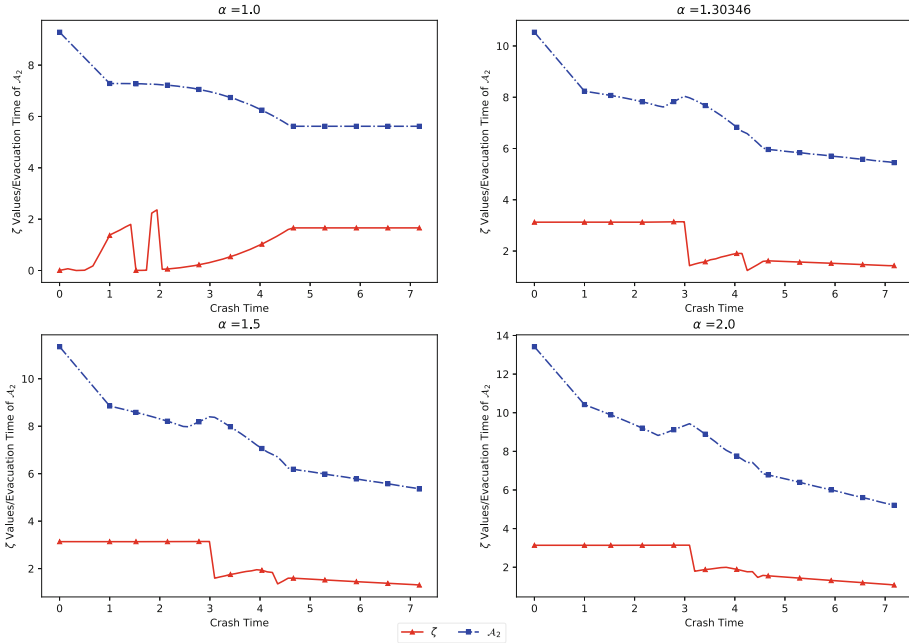 α =1.0
ζ Values/Evacuation Time of 𝒜₂
8
6
4
2
0
0 1 2 3 4 5 6 7
Crash Time
α =1.30346
ζ Values/Evacuation Time of 𝒜₂
10
8
6
4
2
0 1 2 3 4 5 6 7
Crash Time
α =1.5
ζ Values/Evacuation Time of 𝒜₂
10
8
6
4
2
0 1 2 3 4 5 6 7
Crash Time
α =2.0
ζ Values/Evacuation Time of 𝒜₂
14
12
10
8
6
4
2
0 1 2 3 4 5 6 7
Crash Time
ζ 𝒜₂